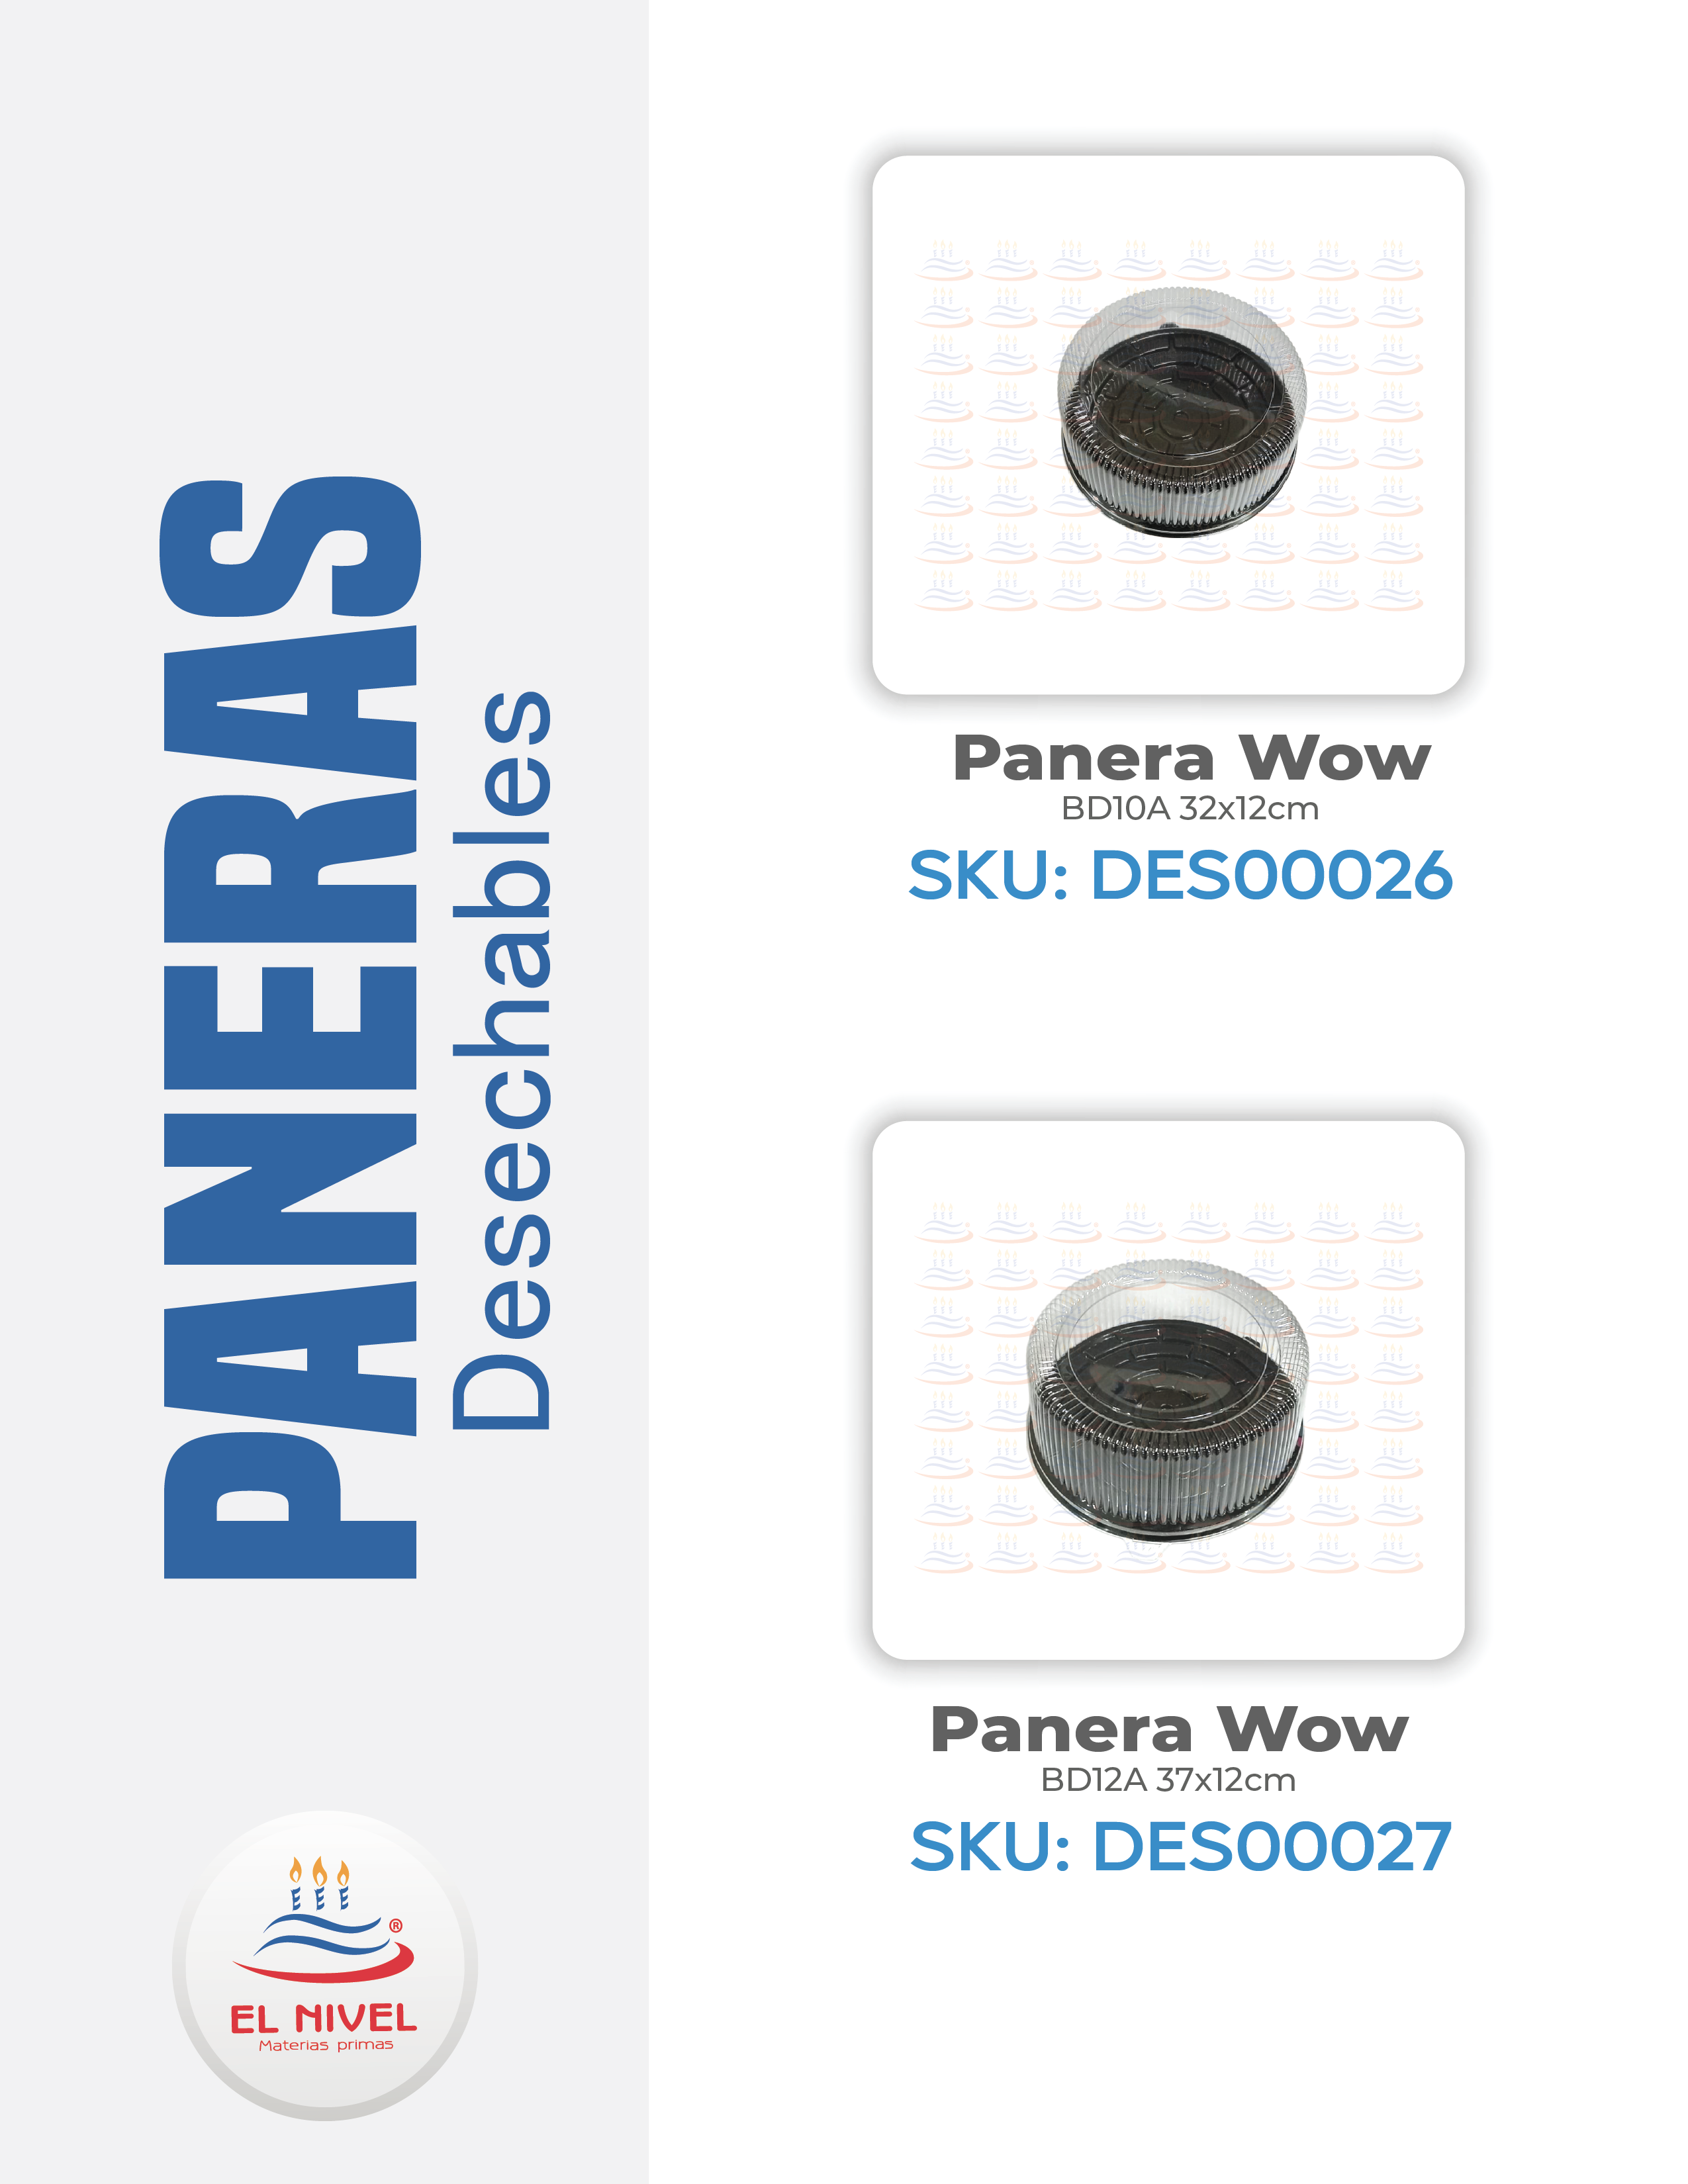 PANERAS
Desechables
Panera Wow
BD10A 32x12cm
SKU: DES00026
Panera Wow
BD12A 37x12cm
SKU: DES00027
®
EL NIVEL
Materias primas